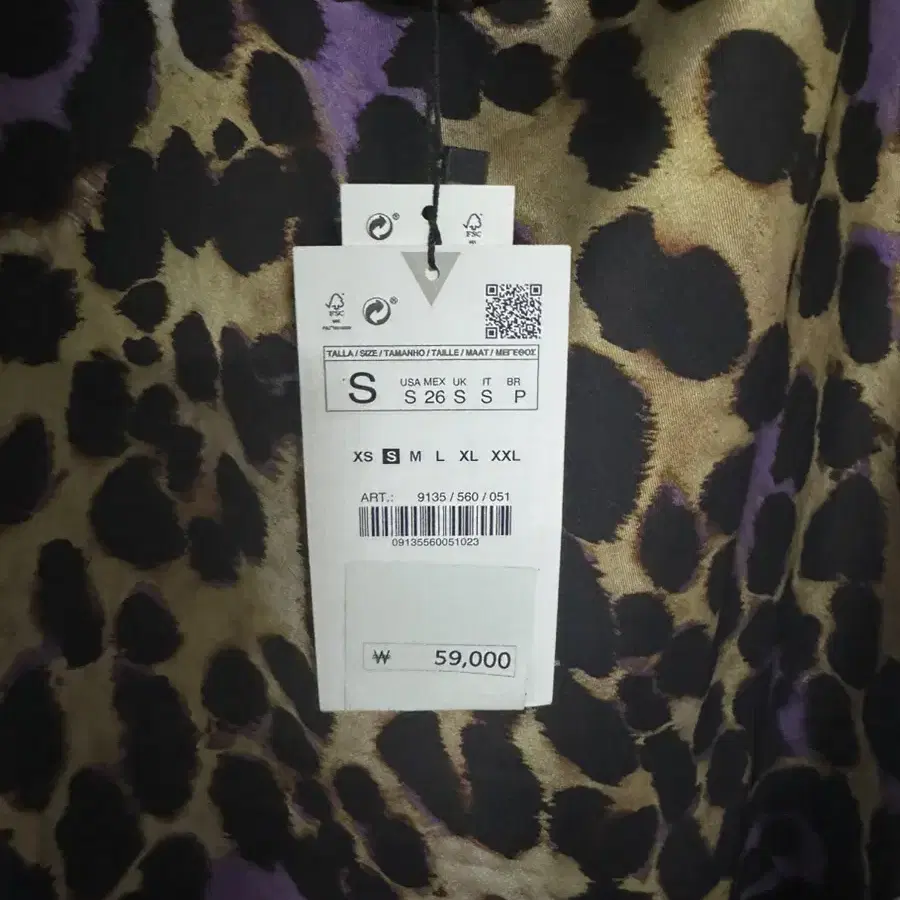 FSC
TALLA / SIZE / TAMANHO / TAILLE / MAAT / ΜΕΓΕΘΟΣ
S
USA MEX UK IT BR
S 26 S S P
XS S M L XL XXL
ART.: 9135 / 560 / 051
09135560051023
₩ 59,000